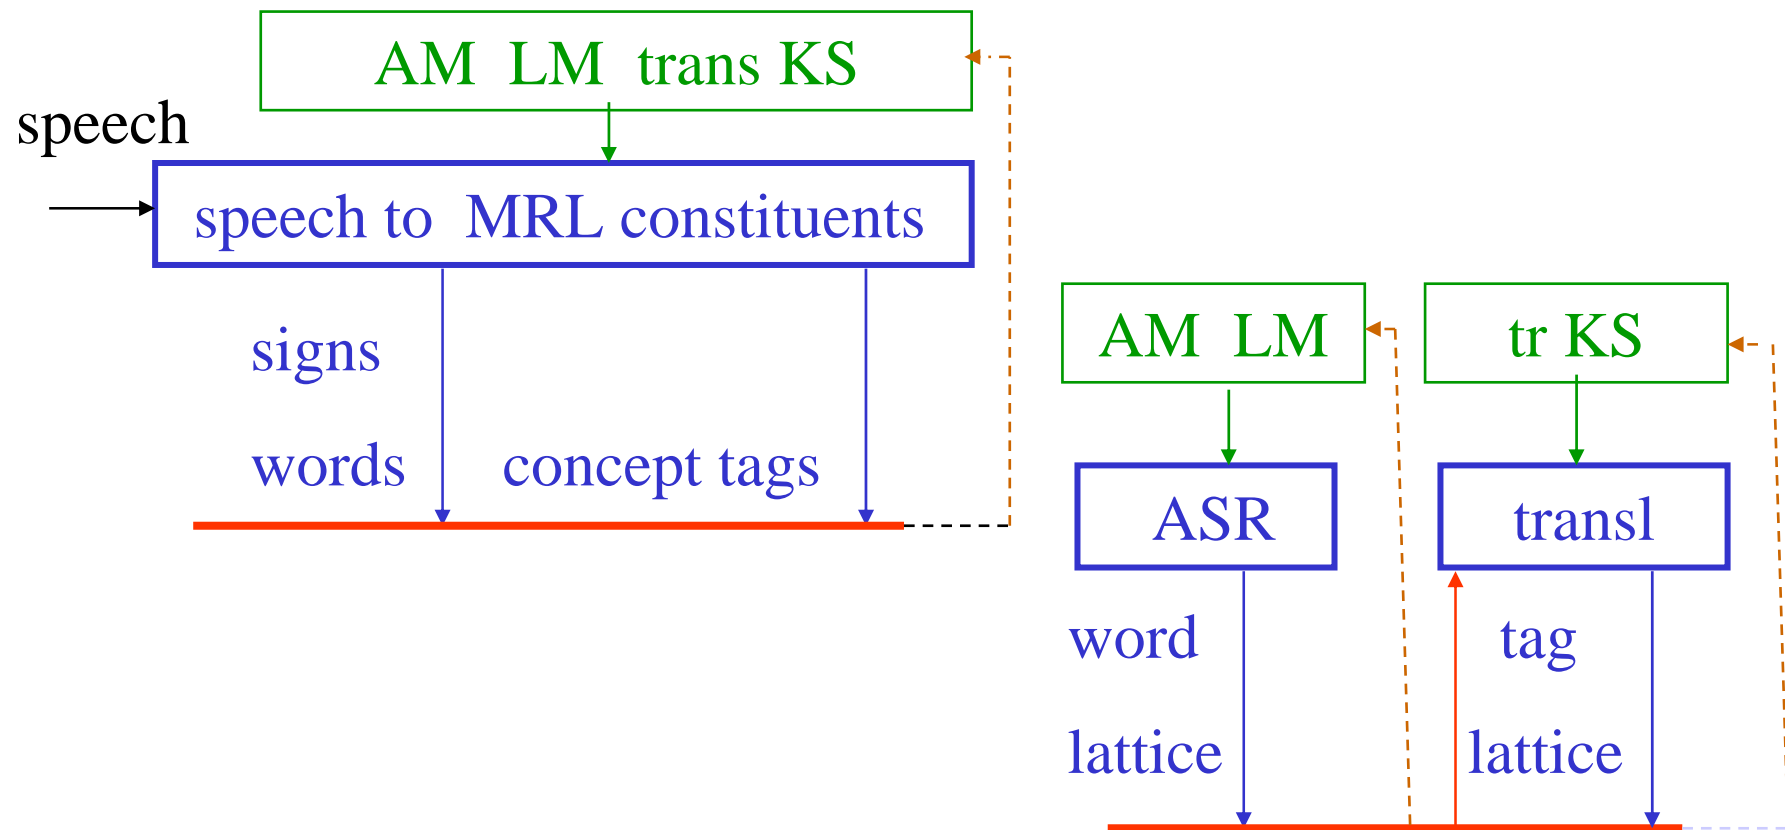 AM LM trans KS
speech
speech to MRL constituents
signs
words
concept tags
AM LM
tr KS
ASR
transl
word
lattice
tag
lattice